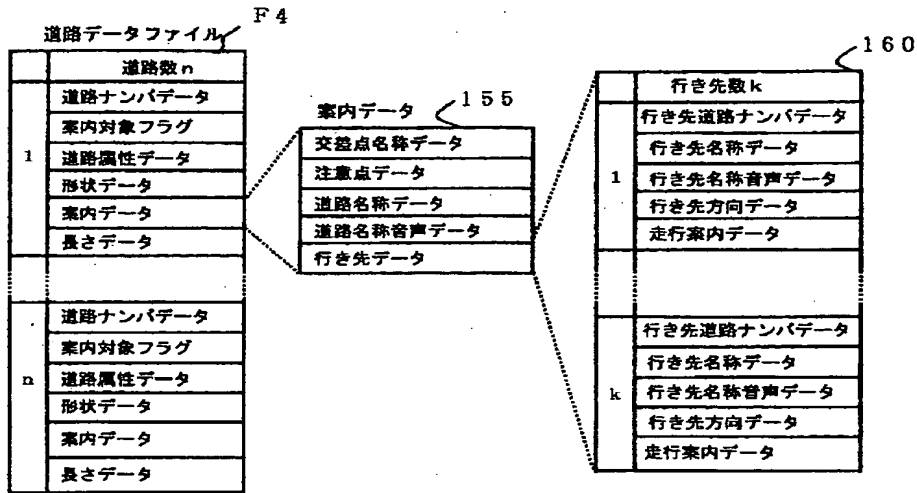 F4
道路データファイル
道路数n
1
道路ナンバデータ
案内対象フラグ
道路属性データ
形状データ
案内データ
長さデータ
n
道路ナンバデータ
案内対象フラグ
道路属性データ
形状データ
案内データ
長さデータ
案内データ
155
交差点名称データ
注意点データ
道路名称データ
道路名称音声データ
行き先データ
160
行き先数k
1
行き先道路ナンバデータ
行き先名称データ
行き先名称音声データ
行き先方向データ
走行案内データ
k
行き先道路ナンバデータ
行き先名称データ
行き先名称音声データ
行き先方向データ
走行案内データ